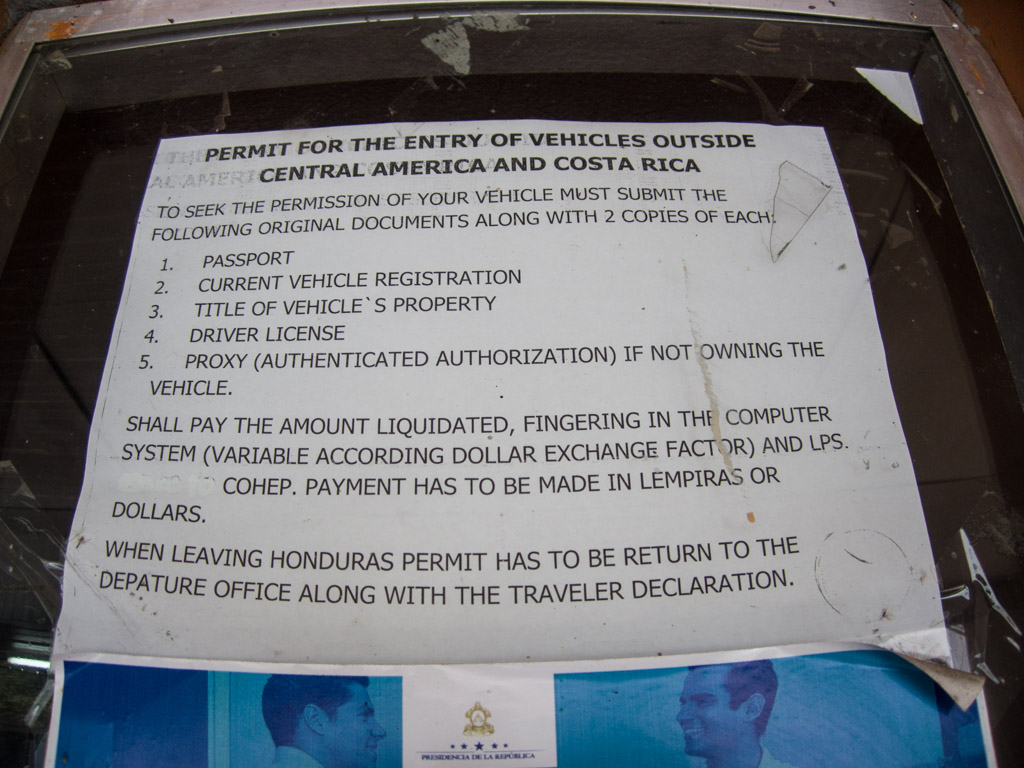 PERMIT FOR THE ENTRY OF VEHICLES OUTSIDE
CENTRAL AMERICA AND COSTA RICA
TO SEEK THE PERMISSION OF YOUR VEHICLE MUST SUBMIT THE
FOLLOWING ORIGINAL DOCUMENTS ALONG WITH 2 COPIES OF EACH:
1. PASSPORT
2. CURRENT VEHICLE REGISTRATION
3. TITLE OF VEHICLE`S PROPERTY
4. DRIVER LICENSE
5. PROXY (AUTHENTICATED AUTHORIZATION) IF NOT OWNING THE
VEHICLE.
SHALL PAY THE AMOUNT LIQUIDATED, FINGERING IN THE COMPUTER
SYSTEM (VARIABLE ACCORDING DOLLAR EXCHANGE FACTOR) AND LPS.
COHEP. PAYMENT HAS TO BE MADE IN LEMPIRAS OR
DOLLARS.
WHEN LEAVING HONDURAS PERMIT HAS TO BE RETURN TO THE
DEPATURE OFFICE ALONG WITH THE TRAVELER DECLARATION.
PRESIDENCIA DE LA REPÚBLICA